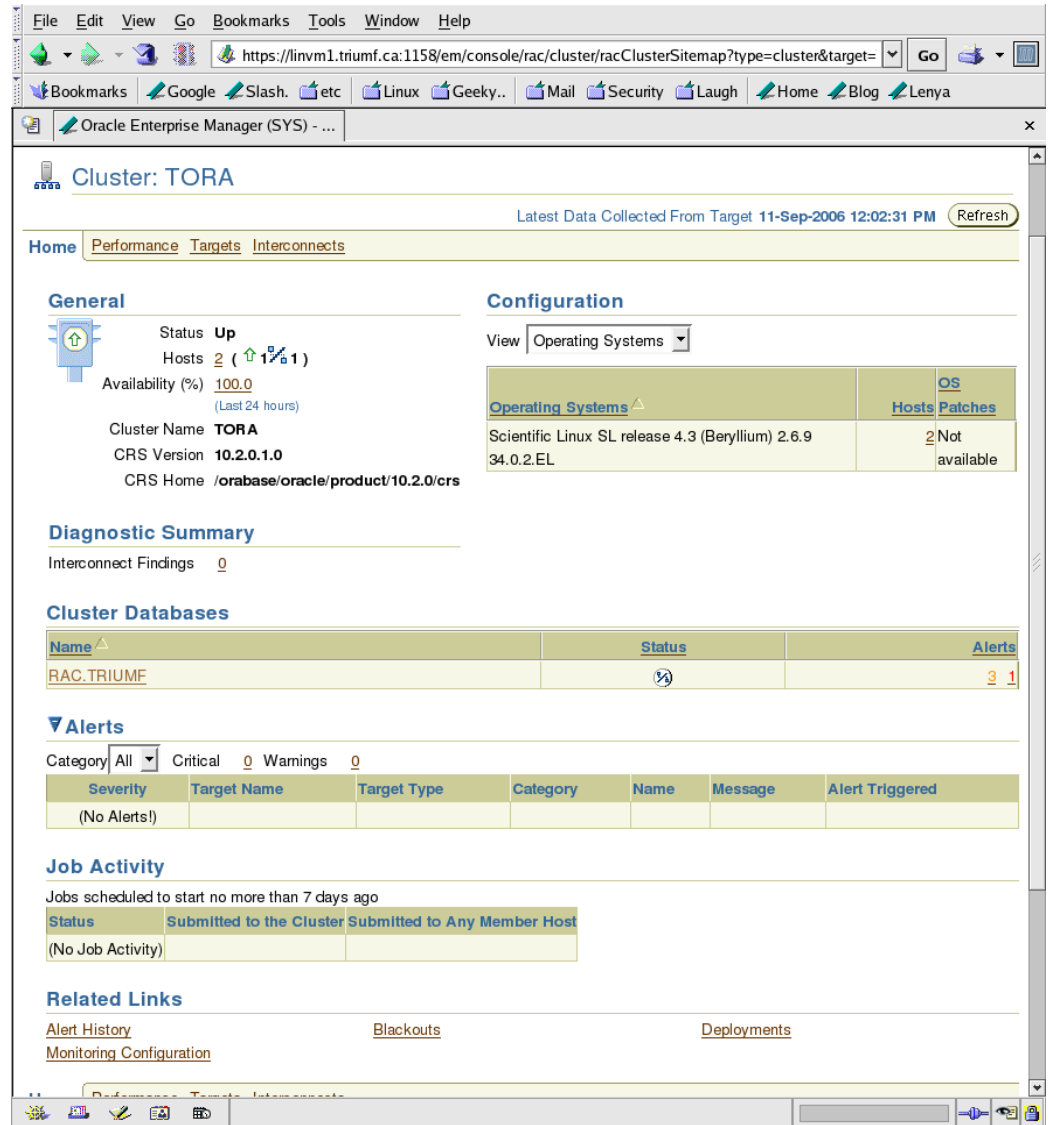 File Edit View Go Bookmarks Tools Window Help
https://linvm1.triumf.ca:1158/em/console/rac/cluster/racClusterSitemap?type=cluster&target= Go
Bookmarks Google Slash. etc Linux Geeky.. Mail Security Laugh Home Blog Lenya
Oracle Enterprise Manager (SYS) - ... x
Cluster: TORA
Latest Data Collected From Target 11-Sep-2006 12:02:31 PM Refresh
Home Performance Targets Interconnects
General
Status Up
Hosts 2 ( 1 1 )
Availability (%) 100.0
(Last 24 hours)
Cluster Name TORA
CRS Version 10.2.0.1.0
CRS Home /orabase/oracle/product/10.2.0/crs
Configuration
View Operating Systems
Operating Systems Hosts OS Patches
Scientific Linux SL release 4.3 (Beryllium) 2.6.9 2 Not
34.0.2.EL available
Diagnostic Summary
Interconnect Findings 0
Cluster Databases
Name Status Alerts
RAC.TRIUMF 3 1
Alerts
Category All Critical 0 Warnings 0
Severity Target Name Target Type Category Name Message Alert Triggered
(No Alerts!)
Job Activity
Jobs scheduled to start no more than 7 days ago
Status Submitted to the Cluster Submitted to Any Member Host
(No Job Activity)
Related Links
Alert History Blackouts Deployments
Monitoring Configuration